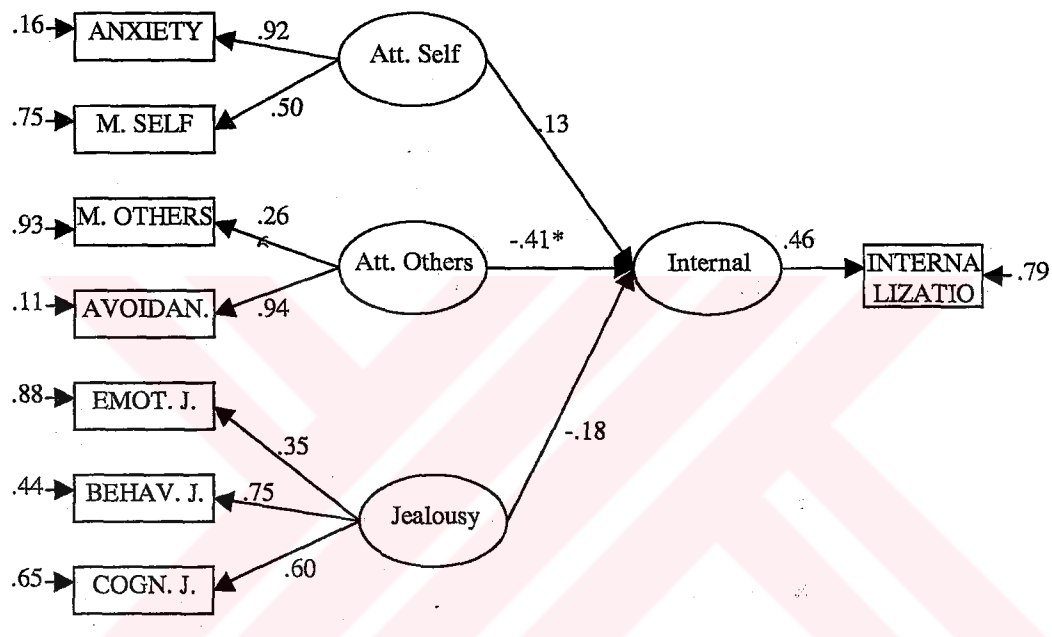 .16 ANXIETY .92 Att. Self
.75 M. SELF .50
.13
.93 M. OTHERS .26
Att. Others -.41* Internal .46 INTERNA
LIZATIO .79
.11 AVOIDAN. .94
.88 EMOT. J. .35
-.18
.44 BEHAV. J. .75 Jealousy
.65 COGN. J. .60